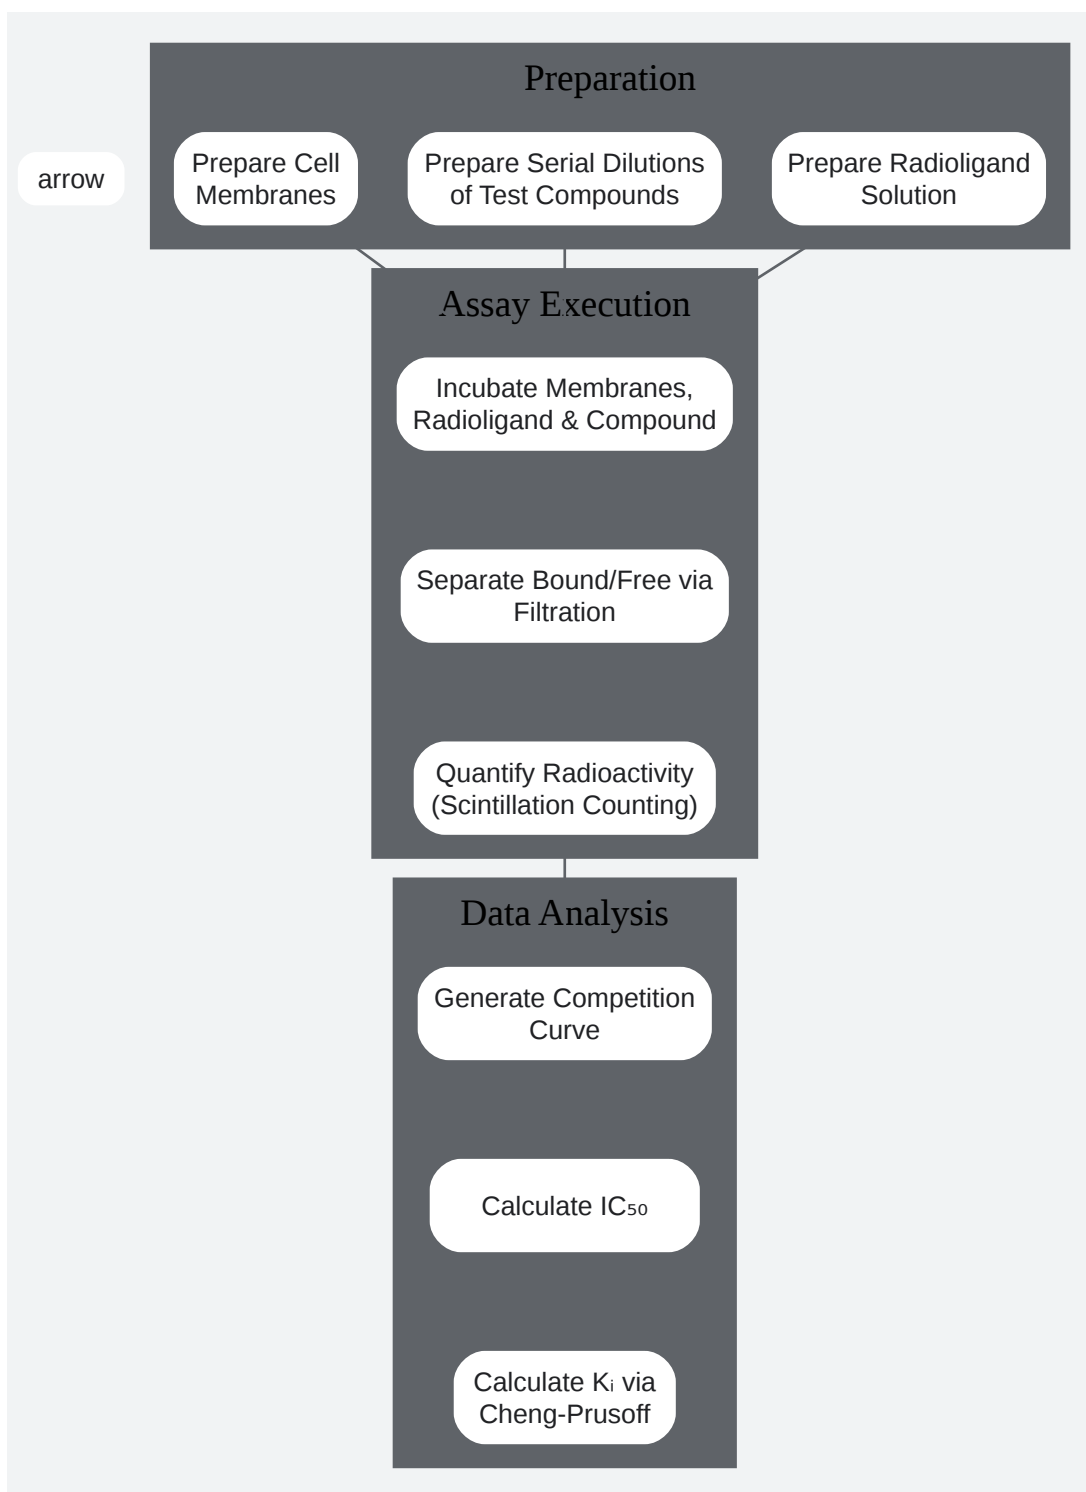 Preparation
arrow
Prepare Cell
Membranes
Prepare Serial Dilutions
of Test Compounds
Prepare Radioligand
Solution
Assay Execution
Incubate Membranes,
Radioligand & Compound
Separate Bound/Free via
Filtration
Quantify Radioactivity
(Scintillation Counting)
Data Analysis
Generate Competition
Curve
Calculate IC₅₀
Calculate Kᵢ via
Cheng-Prusoff